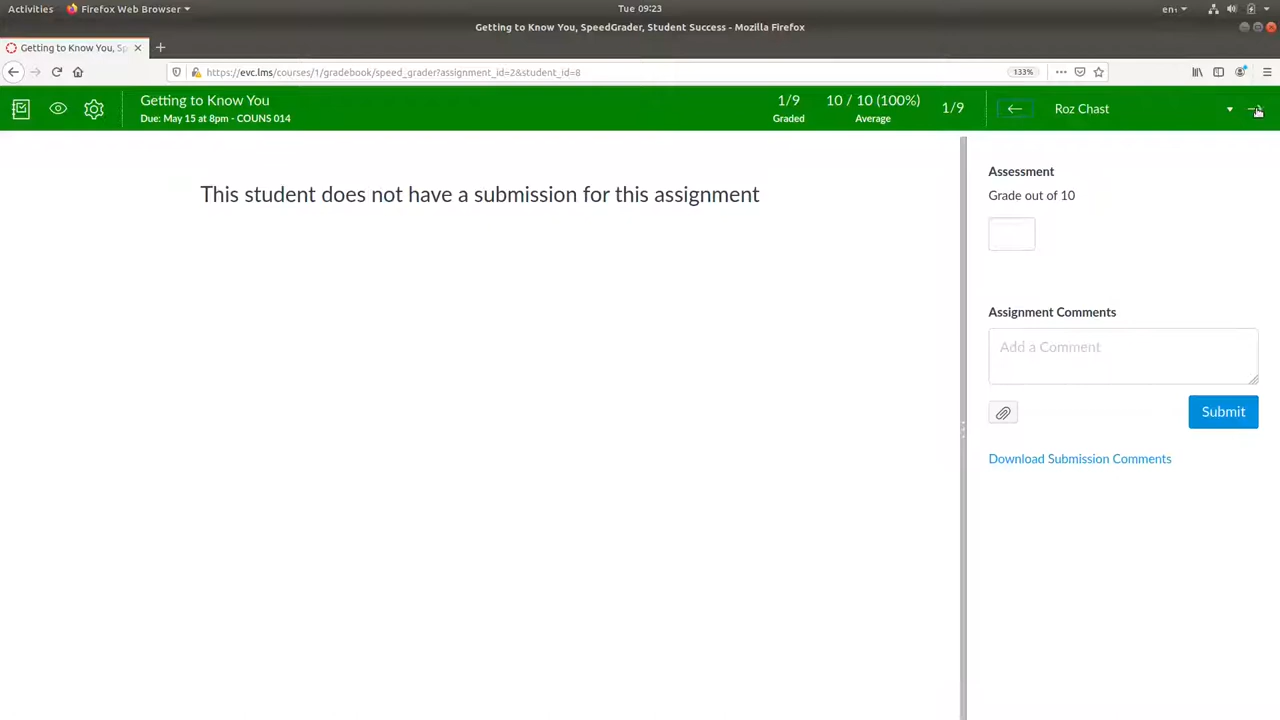 Activities
Firefox Web Browser
Tue 09:23
en
Getting to Know You, SpeedGrader, Student Success - Mozilla Firefox
Getting to Know You, Sp
https://evc.lms/courses/1/gradebook/speed_grader?assignment_id=2&student_id=8
133%
Getting to Know You
Due: May 15 at 8pm - COUNS 014
1/9
Graded
10 / 10 (100%)
Average
1/9
Roz Chast
This student does not have a submission for this assignment
Assessment
Grade out of 10
Assignment Comments
Add a Comment
Submit
Download Submission Comments